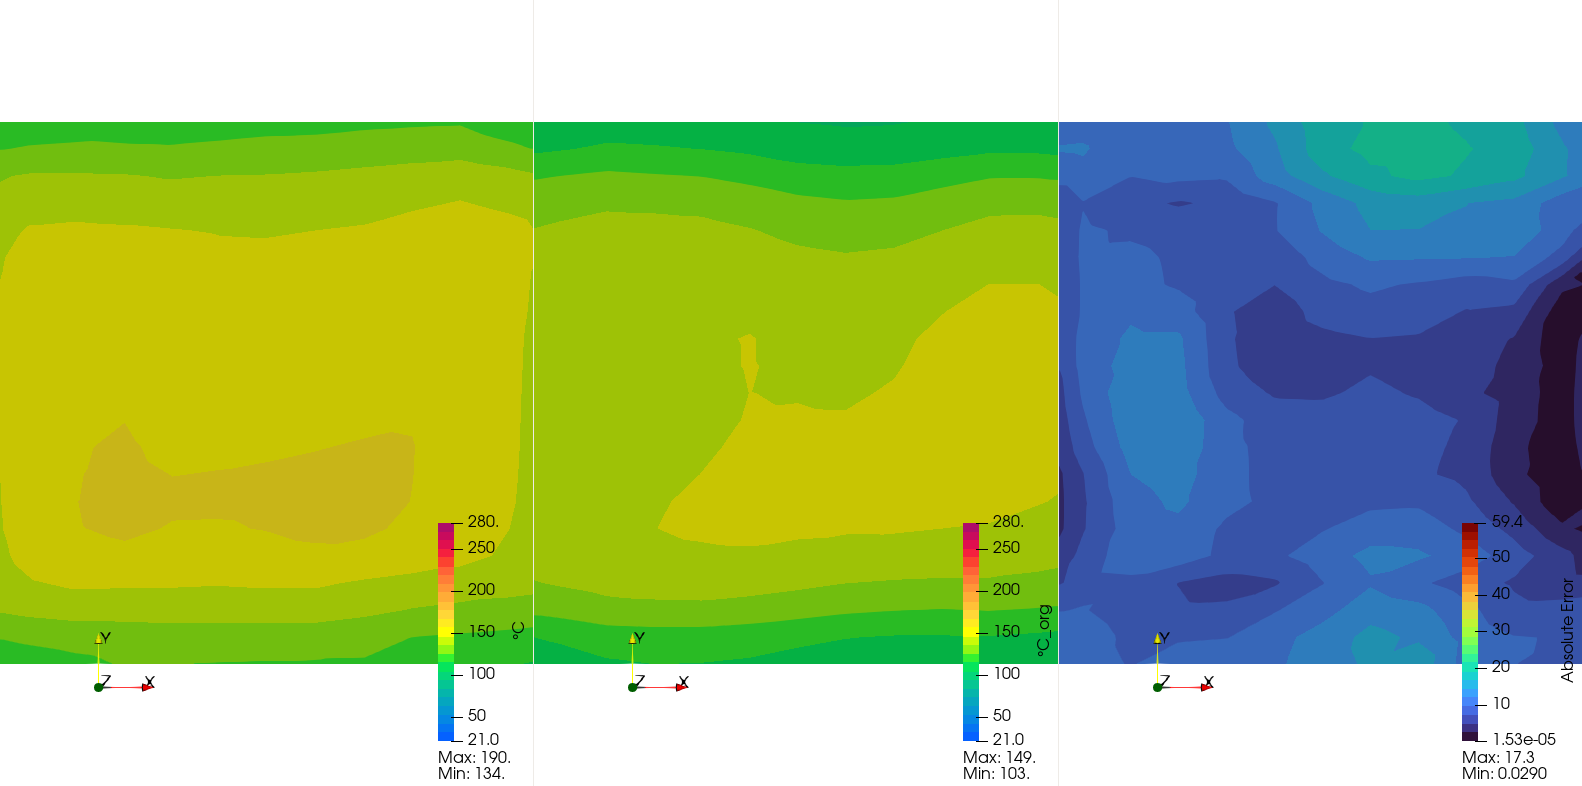 280.
250
200
150
100
50
21.0
°C
Max: 190.
Min: 134.
Y
Z
X
280.
250
200
150
100
50
21.0
°C_org
Max: 149.
Min: 103.
Y
Z
X
59.4
50
40
30
20
10
1.53e-05
Absolute Error
Max: 17.3
Min: 0.0290
Y
Z
X